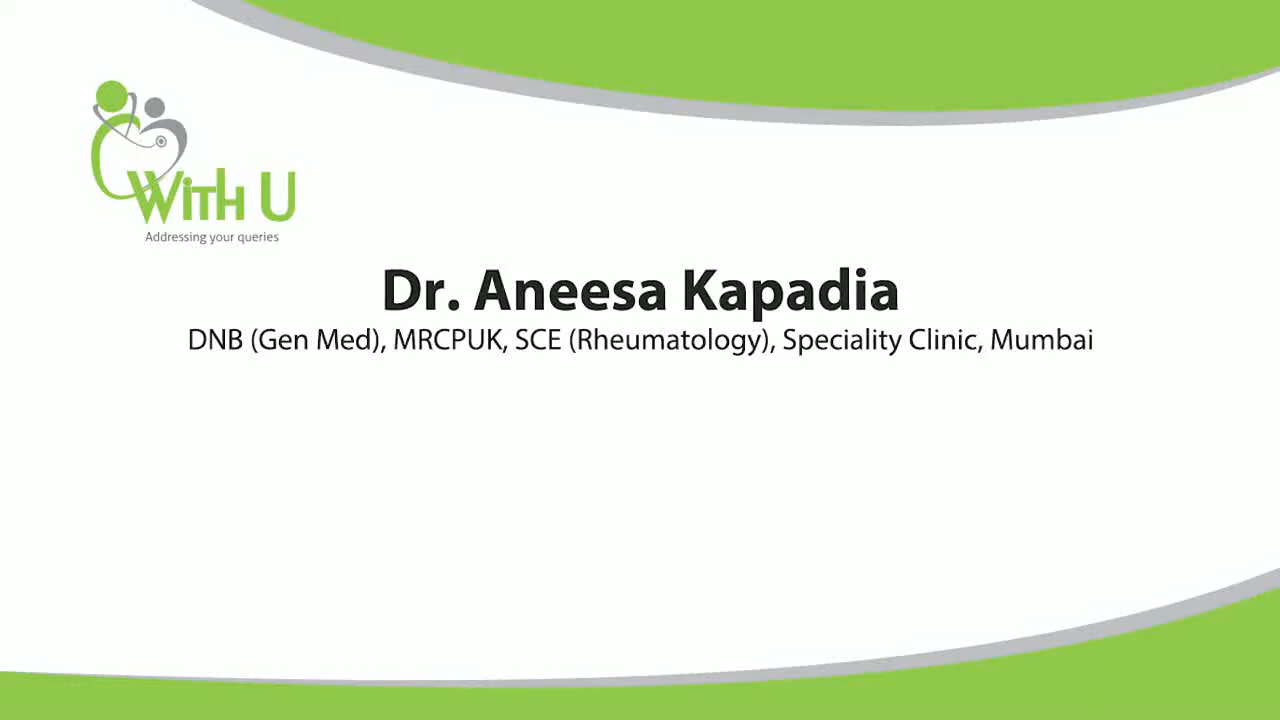 WITH U
Addressing your queries
Dr. Aneesa Kapadia
DNB (Gen Med), MRCPUK, SCE (Rheumatology), Speciality Clinic, Mumbai